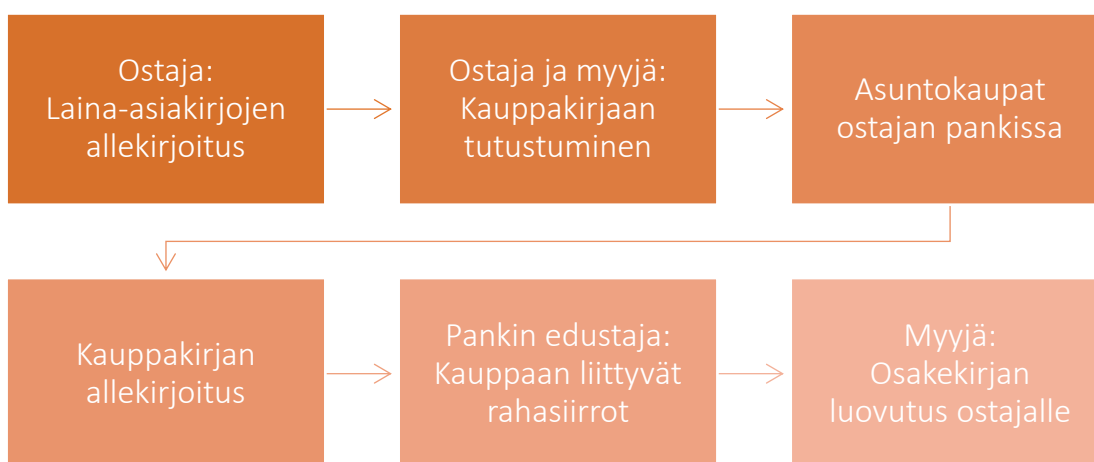 Ostaja:
Laina-asiakirjojen
allekirjoitus
Ostaja ja myyjä:
Kauppakirjaan
tutustuminen
Asuntokaupat
ostajan pankissa
Kauppakirjan
allekirjoitus
Pankin edustaja:
Kauppaan liittyvät
rahasiirrot
Myyjä:
Osakekirjan
luovutus ostajalle